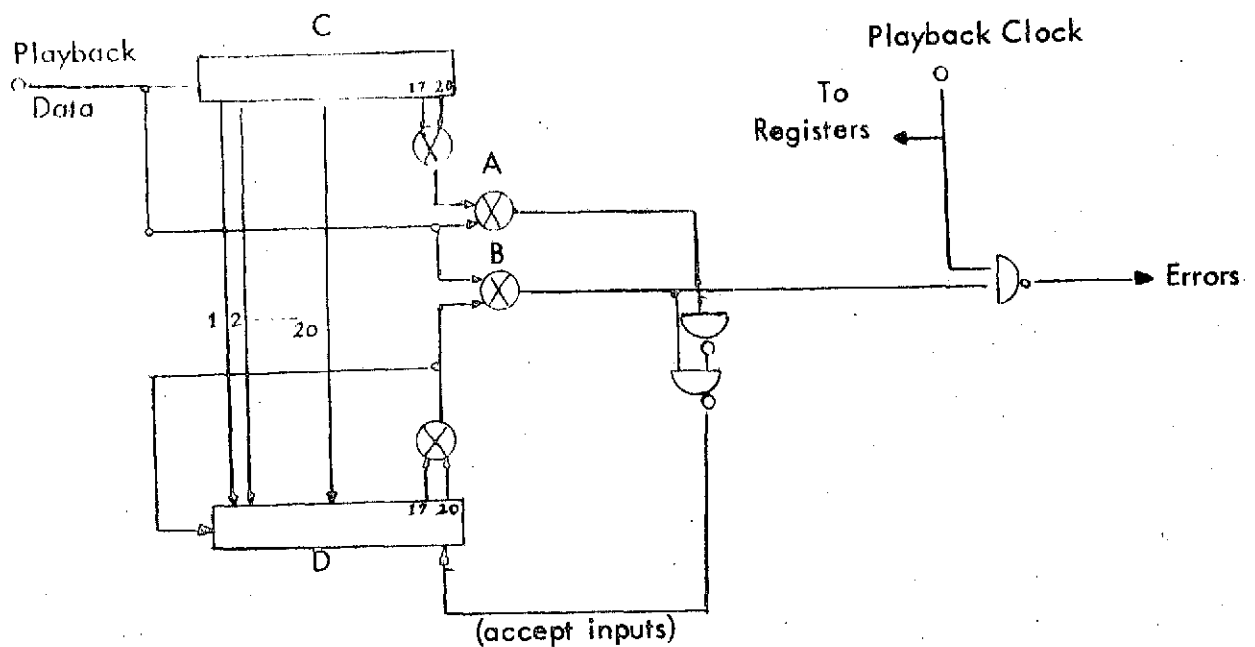 C
Playback
Data
17 20
Playback Clock
To
Registers
A
B
Errors
1 2 20
17 20
D
(accept inputs)